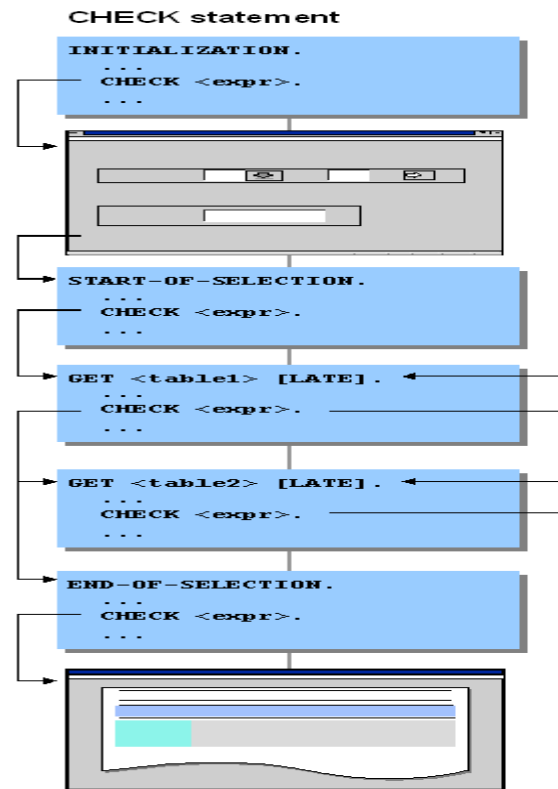 CHECK statement
INITIALIZATION.
...
CHECK <expr>.
...
START-OF-SELECTION.
...
CHECK <expr>.
...
GET <table1> [LATE].
...
CHECK <expr>.
...
GET <table2> [LATE].
...
CHECK <expr>.
...
END-OF-SELECTION.
...
CHECK <expr>.
...